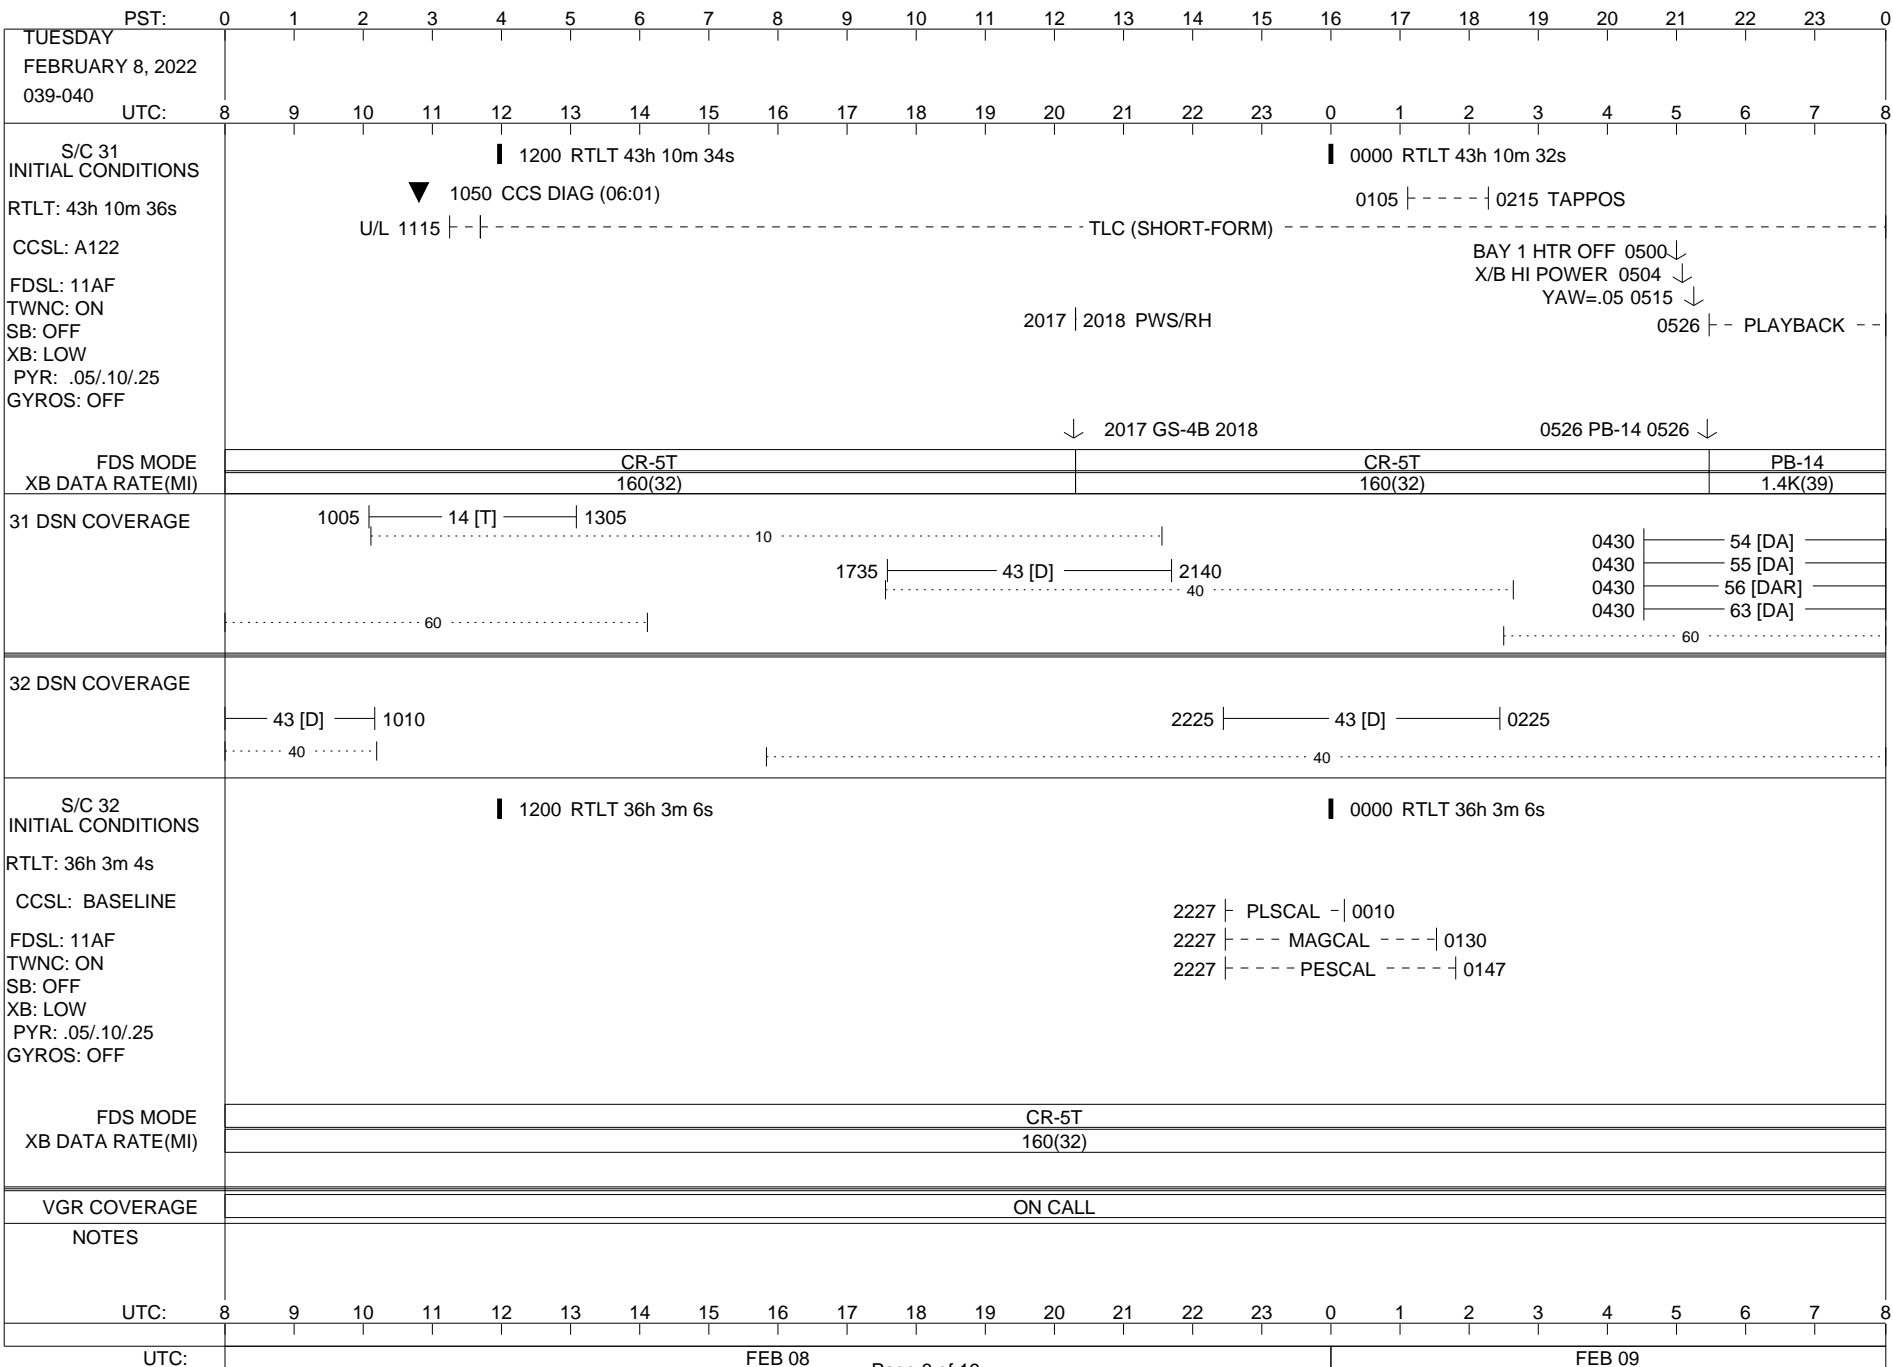 PST: 0 1 2 3 4 5 6 7 8 9 10 11 12 13 14 15 16 17 18 19 20 21 22 23 0
TUESDAY
FEBRUARY 8, 2022
039-040
UTC: 8 9 10 11 12 13 14 15 16 17 18 19 20 21 22 23 0 1 2 3 4 5 6 7 8
S/C 31
INITIAL CONDITIONS
RTLT: 43h 10m 36s
CCSL: A122
FDSL: 11AF
TWNC: ON
SB: OFF
XB: LOW
PYR: .05/.10/.25
GYROS: OFF
1200 RTLT 43h 10m 34s
0000 RTLT 43h 10m 32s
1050 CCS DIAG (06:01)
0105 0215 TAPPOS
U/L 1115 TLC (SHORT-FORM)
BAY 1 HTR OFF 0500
X/B HI POWER 0504
YAW=.05 0515
2017 2018 PWS/RH
0526 PLAYBACK
2017 GS-4B 2018
0526 PB-14 0526
FDS MODE CR-5T CR-5T PB-14
XB DATA RATE(MI) 160(32) 160(32) 1.4K(39)
31 DSN COVERAGE
1005 14 [T] 1305
10
0430 54 [DA]
0430 55 [DA]
1735 43 [D] 2140
40
0430 56 [DAR]
0430 63 [DA]
60
60
32 DSN COVERAGE
43 [D] 1010
2225 43 [D] 0225
40
40
S/C 32
INITIAL CONDITIONS
RTLT: 36h 3m 4s
CCSL: BASELINE
FDSL: 11AF
TWNC: ON
SB: OFF
XB: LOW
PYR: .05/.10/.25
GYROS: OFF
1200 RTLT 36h 3m 6s
0000 RTLT 36h 3m 6s
2227 PLSCAL 0010
2227 MAGCAL 0130
2227 PESCAL 0147
FDS MODE CR-5T
XB DATA RATE(MI) 160(32)
VGR COVERAGE ON CALL
NOTES
UTC: 8 9 10 11 12 13 14 15 16 17 18 19 20 21 22 23 0 1 2 3 4 5 6 7 8
UTC: FEB 08 FEB 09